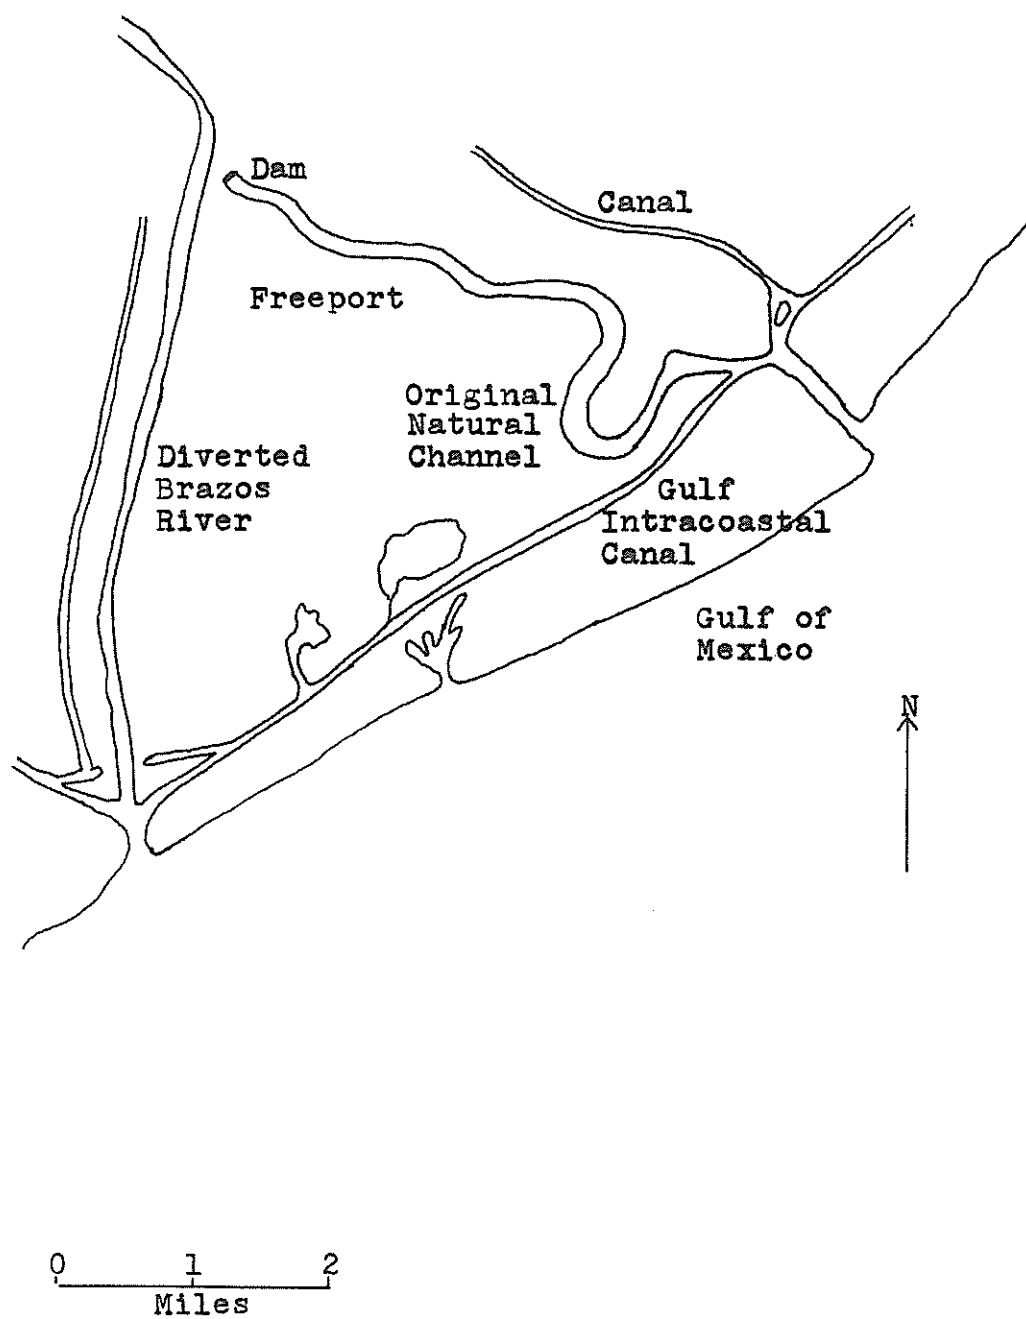 Dam
Canal
Freeport
Original
Natural
Channel
Diverted
Brazos
River
Gulf
Intracoastal
Canal
Gulf of
Mexico
N
0 1 2
Miles